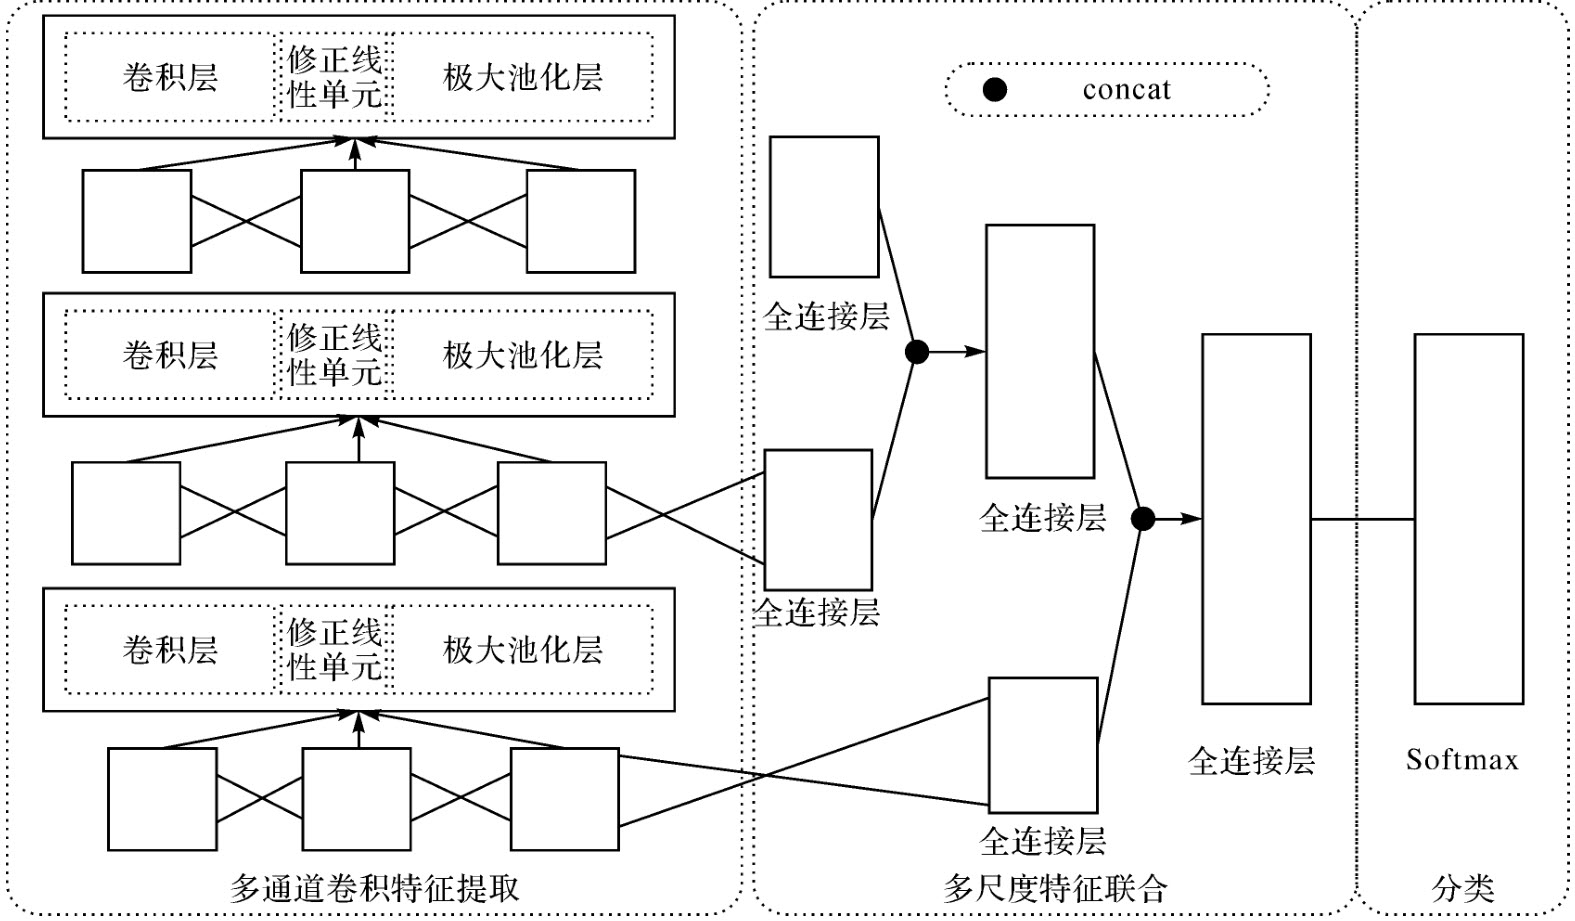 卷积层
修正线
性单元
极大池化层
concat
全连接层
卷积层
修正线
性单元
极大池化层
全连接层
全连接层
卷积层
修正线
性单元
极大池化层
全连接层
Softmax
全连接层
多通道卷积特征提取
多尺度特征联合
分类